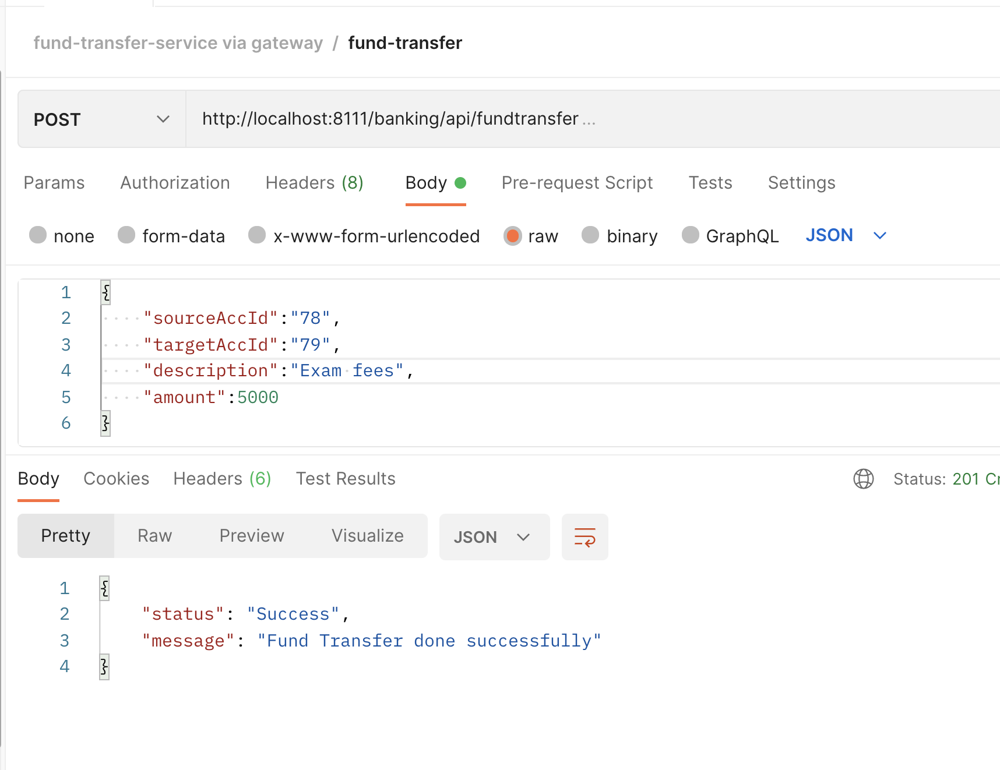 fund-transfer-service via gateway / fund-transfer
POST http://localhost:8111/banking/api/fundtransfer ...
Params Authorization Headers (8) Body Pre-request Script Tests Settings
none form-data x-www-form-urlencoded raw binary GraphQL JSON
1 {
2 "sourceAccId":"78",
3 "targetAccId":"79",
4 "description":"Exam fees",
5 "amount":5000
6 }
Body Cookies Headers (6) Test Results Status: 201 Cr
Pretty Raw Preview Visualize JSON
1 {
2 "status": "Success",
3 "message": "Fund Transfer done successfully"
4 }